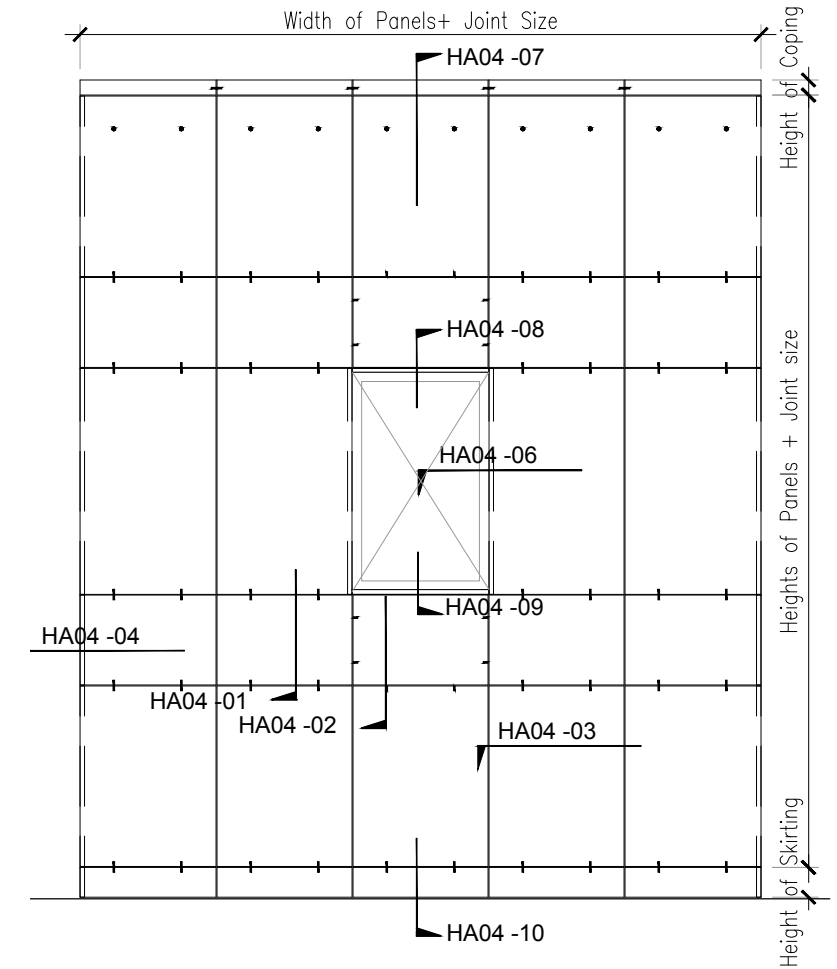 Width of Panels+ Joint Size
Height of Coping
HA04 -07
HA04 -08
Heights of Panels + Joint size
HA04 -06
HA04 -09
HA04 -04
HA04 -01
HA04 -02
HA04 -03
Height of Skirting
HA04 -10